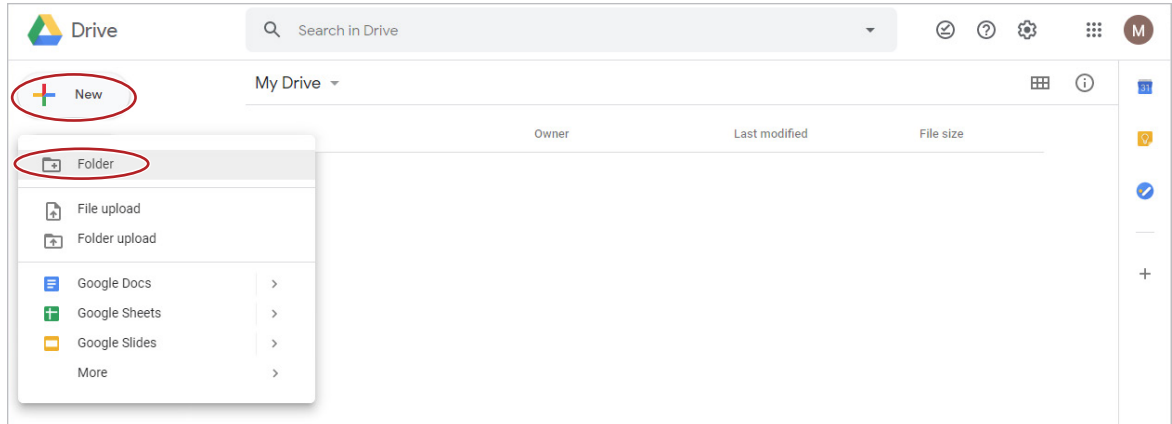 Drive
Search in Drive
M
New
My Drive
31
Owner Last modified File size
Folder
File upload
Folder upload
Google Docs
Google Sheets
Google Slides
More